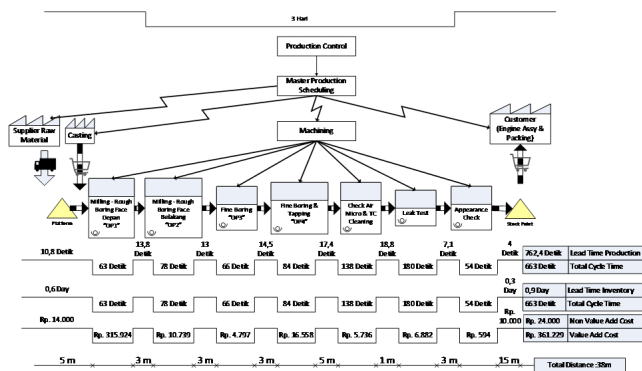 3 Hari
Production Control
Master Production
Scheduling
Supplier Raw
Material
Casting
Machining
Customer
(Engine Assy &
Packing)
Milling - Rough
Boring Face
Depan
"OP1"
Milling - Rough
Boring Face
Belakang
"OP2"
Fine Boring
"OP3"
Fine Boring &
Tapping
"OP4"
Check Air
Micro & TC
Cleaning
Leak Test
Appearance
Check
Platform
Stock Point
10,8 Detik
13,8
Detik
13
Detik
14,5
Detik
17,4
Detik
18,8
Detik
7,1
Detik
4
Detik
762,4 Detik Lead Time Production
63 Detik 78 Detik 66 Detik 84 Detik 138 Detik 180 Detik 54 Detik
663 Detik Total Cycle Time
0,6 Day
0,3
Day
0,9 Day Lead Time Inventory
63 Detik 78 Detik 66 Detik 84 Detik 138 Detik 180 Detik 54 Detik
663 Detik Total Cycle Time
Rp. 14.000
Rp.
10.000
Rp. 24.000 Non Value Add Cost
Rp. 315.924 Rp. 10.739 Rp. 4.797 Rp. 16.558 Rp. 5.736 Rp. 6.882 Rp. 594
Rp. 361.229 Value Add Cost
5 m 3 m 3 m 3 m 5 m 1 m 3 m 15 m
Total Distance :38m